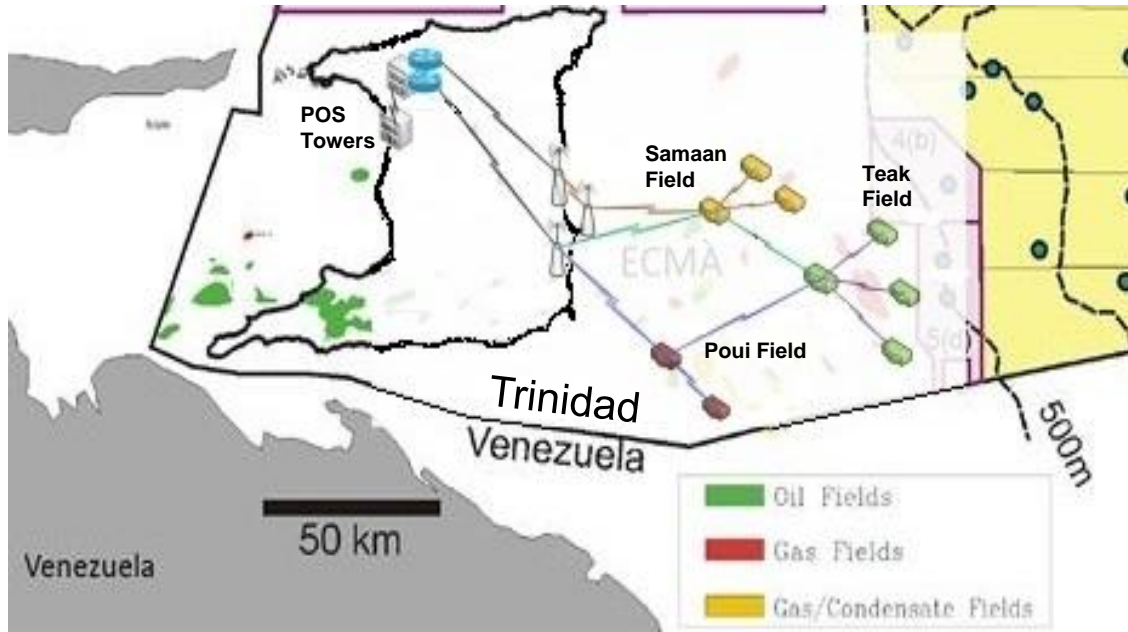 POS
Towers
Samaan
Field
4(b)
Teak
Field
ECMA
5(d)
Poui Field
Trinidad
Venezuela
500m
50 km
Venezuela
Oil Fields
Gas Fields
Gas/Condensate Fields